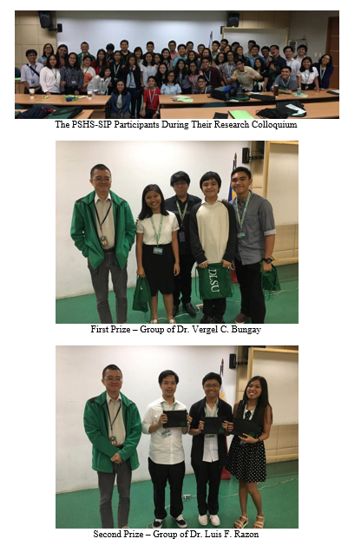 The PSHS-SIP Participants During Their Research Colloquium
DLSU
First Prize – Group of Dr. Vergel C. Bungay
Second Prize – Group of Dr. Luis F. Razon